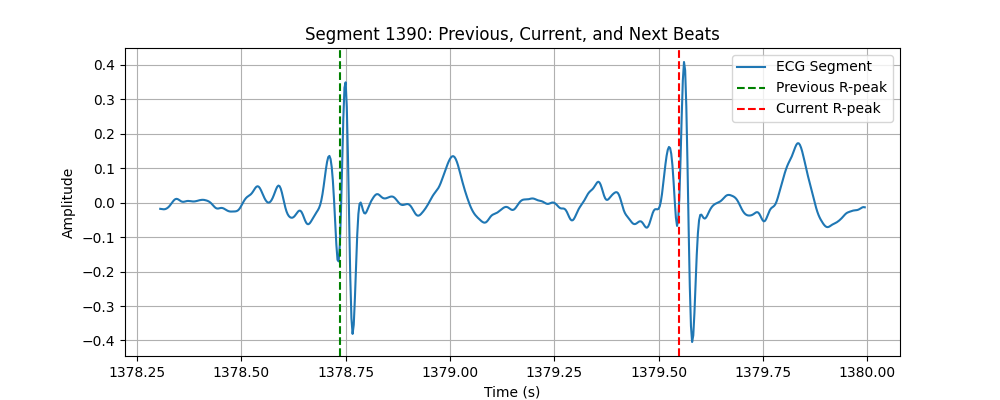 Segment 1390: Previous, Current, and Next Beats
ECG Segment
Previous R-peak
Current R-peak
Amplitude
0.4
0.3
0.2
0.1
0.0
−0.1
−0.2
−0.3
−0.4
1378.25 1378.50 1378.75 1379.00 1379.25 1379.50 1379.75 1380.00
Time (s)